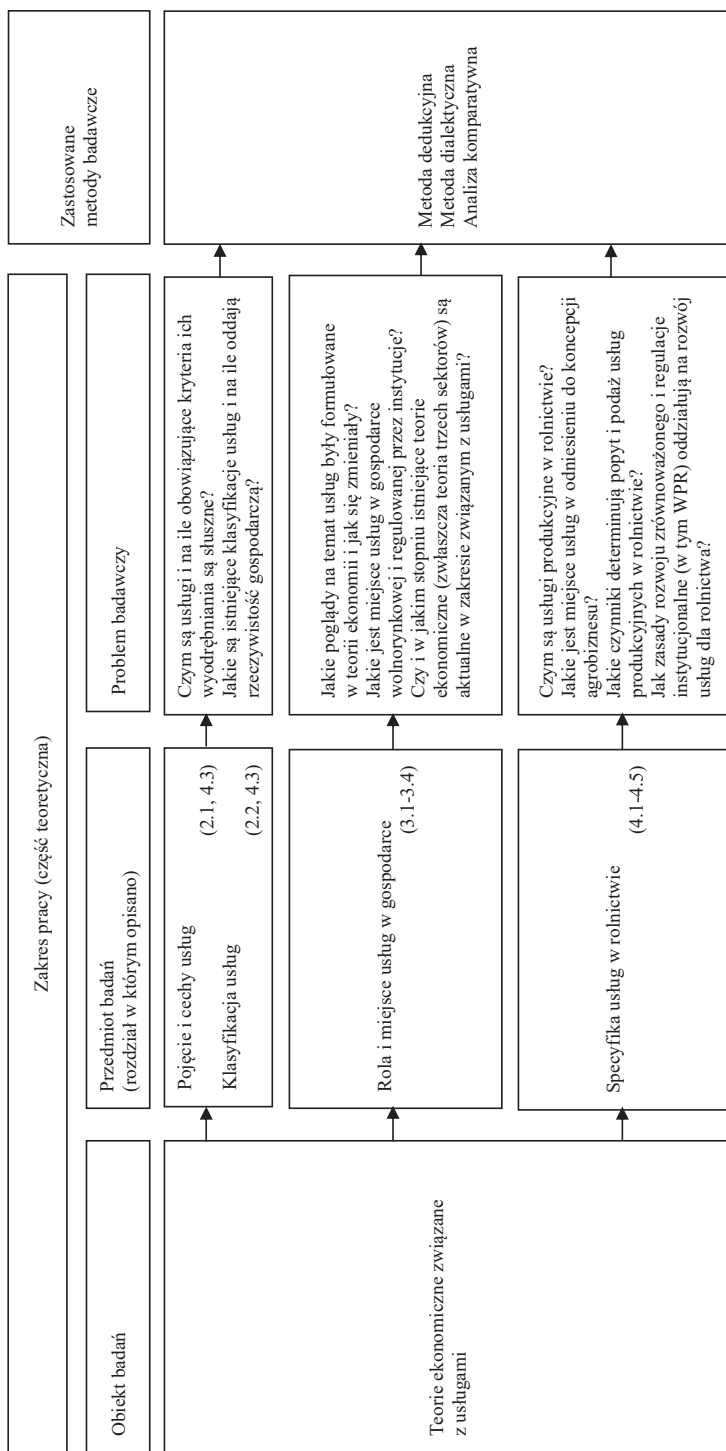 Zakres pracy (część teoretyczna)
Zastosowane
metody badawcze
Obiekt badań
Przedmiot badań
(rozdział w którym opisano)
Problem badawczy
Teorie ekonomiczne związane
z usługami
Pojęcie i cechy usług
(2.1, 4.3)
Klasyfikacja usług
(2.2, 4.3)
Czym są usługi i na ile obowiązujące kryteria ich
wyodrębniania są słuszne?
Jakie są istniejące klasyfikacje usług i na ile oddają
rzeczywistość gospodarczą?
Rola i miejsce usług w gospodarce
(3.1-3.4)
Jakie poglądy na temat usług były formułowane
w teorii ekonomii i jak się zmieniały?
Jakie jest miejsce usług w gospodarce
wolnorynkowej i regulowanej przez instytucje?
Czy i w jakim stopniu istniejące teorie
ekonomiczne (zwłaszcza teoria trzech sektorów) są
aktualne w zakresie związanym z usługami?
Specyfika usług w rolnictwie
(4.1-4.5)
Czym są usługi produkcyjne w rolnictwie?
Jakie jest miejsce usług w odniesieniu do koncepcji
agrobiznesu?
Jakie czynniki determinują popyt i podaż usług
produkcyjnych w rolnictwie?
Jak zasady rozwoju zrównoważonego i regulacje
instytucjonalne (w tym WPR) oddziałują na rozwój
usług dla rolnictwa?
Metoda dedukcyjna
Metoda dialektyczna
Analiza komparatywna